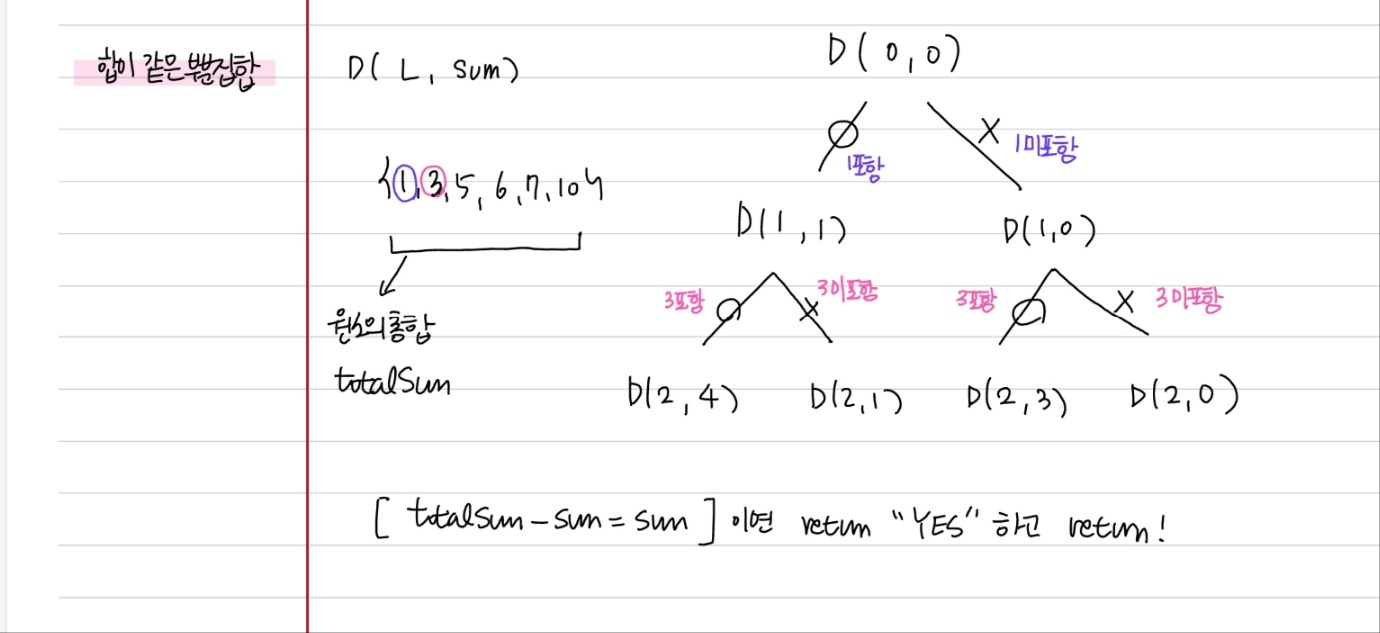 합이 같은 부분집합
D( L, sum)
D( 0,0)
1포함
X 1미포함
{1,3,5,6,7,10}
D(1,1)
D(1,0)
3포함
X 3미포함
3포함
X 3미포함
원소의 총합
totalSum
D(2,4)
D(2,1)
D(2,3)
D(2,0)
[ totalSum - sum = sum ] 이면 return "YES" 하고 return!